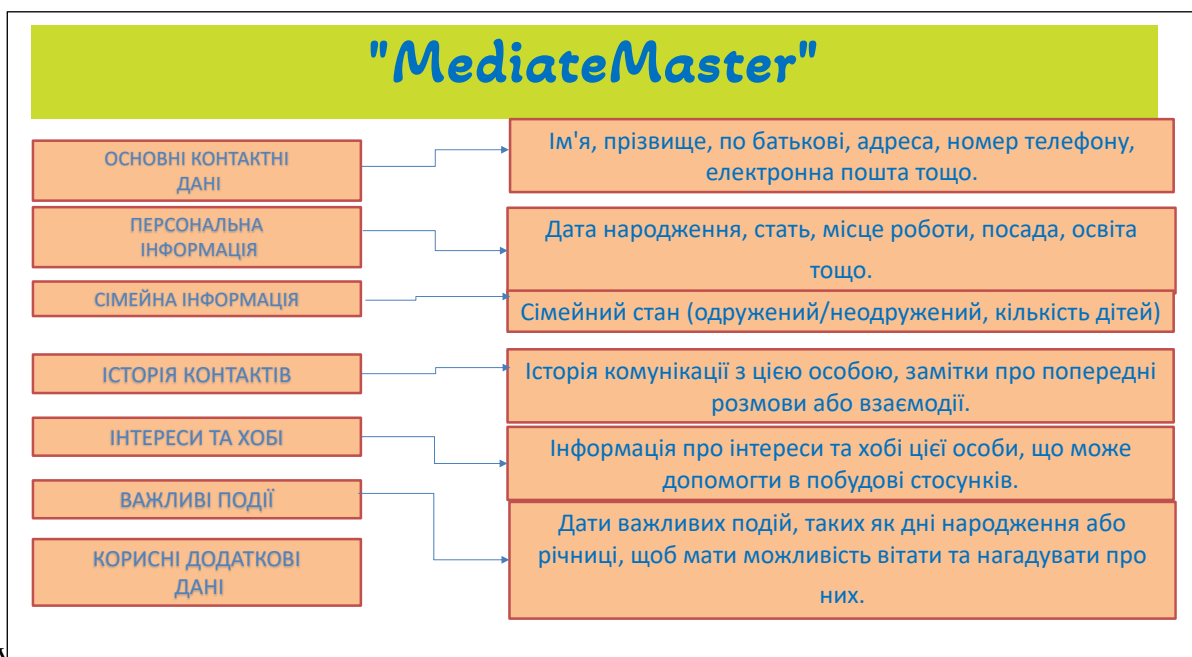 "MediateMaster"
ОСНОВНІ КОНТАКТНІ
ДАНІ
Ім'я, прізвище, по батькові, адреса, номер телефону,
електронна пошта тощо.
ПЕРСОНАЛЬНА
ІНФОРМАЦІЯ
Дата народження, стать, місце роботи, посада, освіта
тощо.
СІМЕЙНА ІНФОРМАЦІЯ
Сімейний стан (одружений/неодружений, кількість дітей)
ІСТОРІЯ КОНТАКТІВ
Історія комунікації з цією особою, замітки про попередні
розмови або взаємодії.
ІНТЕРЕСИ ТА ХОБІ
Інформація про інтереси та хобі цієї особи, що може
допомогти в побудові стосунків.
ВАЖЛИВІ ПОДІЇ
Дати важливих подій, таких як дні народження або
річниці, щоб мати можливість вітати та нагадувати про
них.
КОРИСНІ ДОДАТКОВІ
ДАНІ